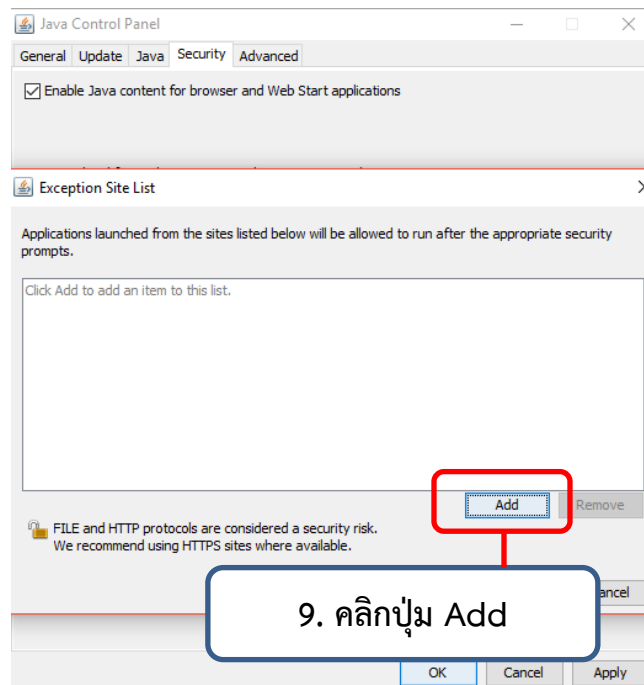 Java Control Panel
General Update Java Security Advanced
Enable Java content for browser and Web Start applications
Exception Site List
Applications launched from the sites listed below will be allowed to run after the appropriate security
prompts.
Click Add to add an item to this list.
Add Remove
FILE and HTTP protocols are considered a security risk.
We recommend using HTTPS sites where available.
ancel
9. คลิกปุ่ม Add
OK Cancel Apply